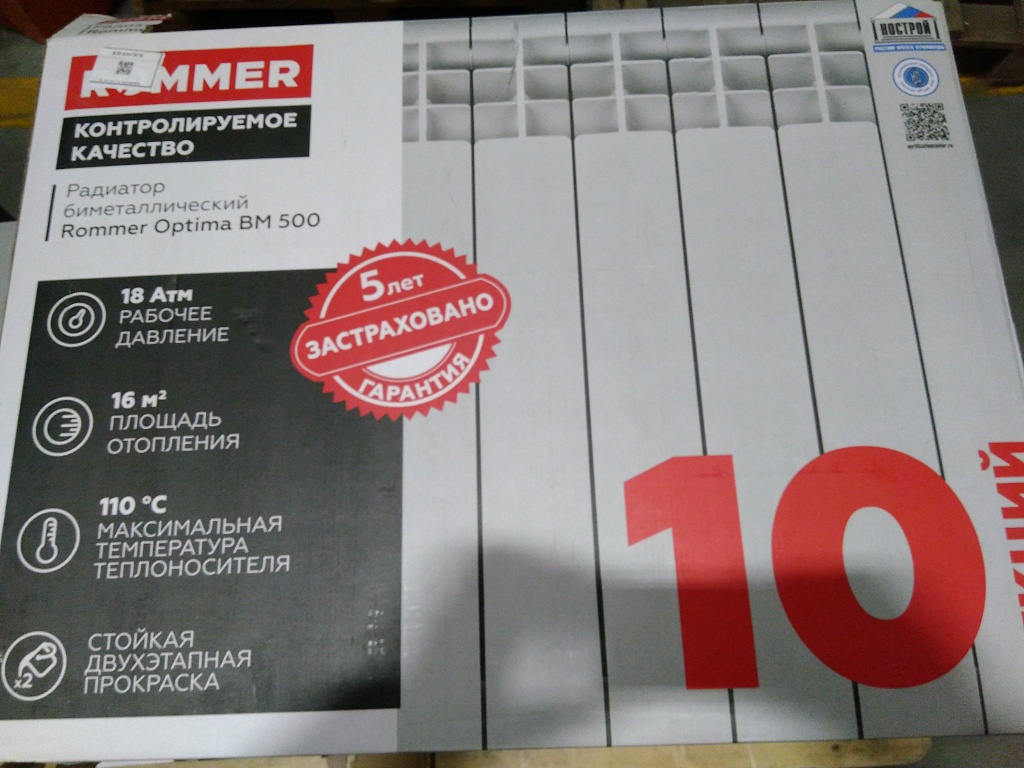 ROMMER
КОНТРОЛИРУЕМОЕ
КАЧЕСТВО
Радиатор
биметаллический
Rommer Optima BM 500
18 Атм
РАБОЧЕЕ
ДАВЛЕНИЕ
16 м²
ПЛОЩАДЬ
ОТОПЛЕНИЯ
110 °C
МАКСИМАЛЬНАЯ
ТЕМПЕРАТУРА
ТЕПЛОНОСИТЕЛЯ
x2
СТОЙКАЯ
ДВУХЭТАПНАЯ
ПРОКРАСКА
5 лет
ЗАСТРАХОВАНО
ГАРАНТИЯ
НОСТРОЙ
10